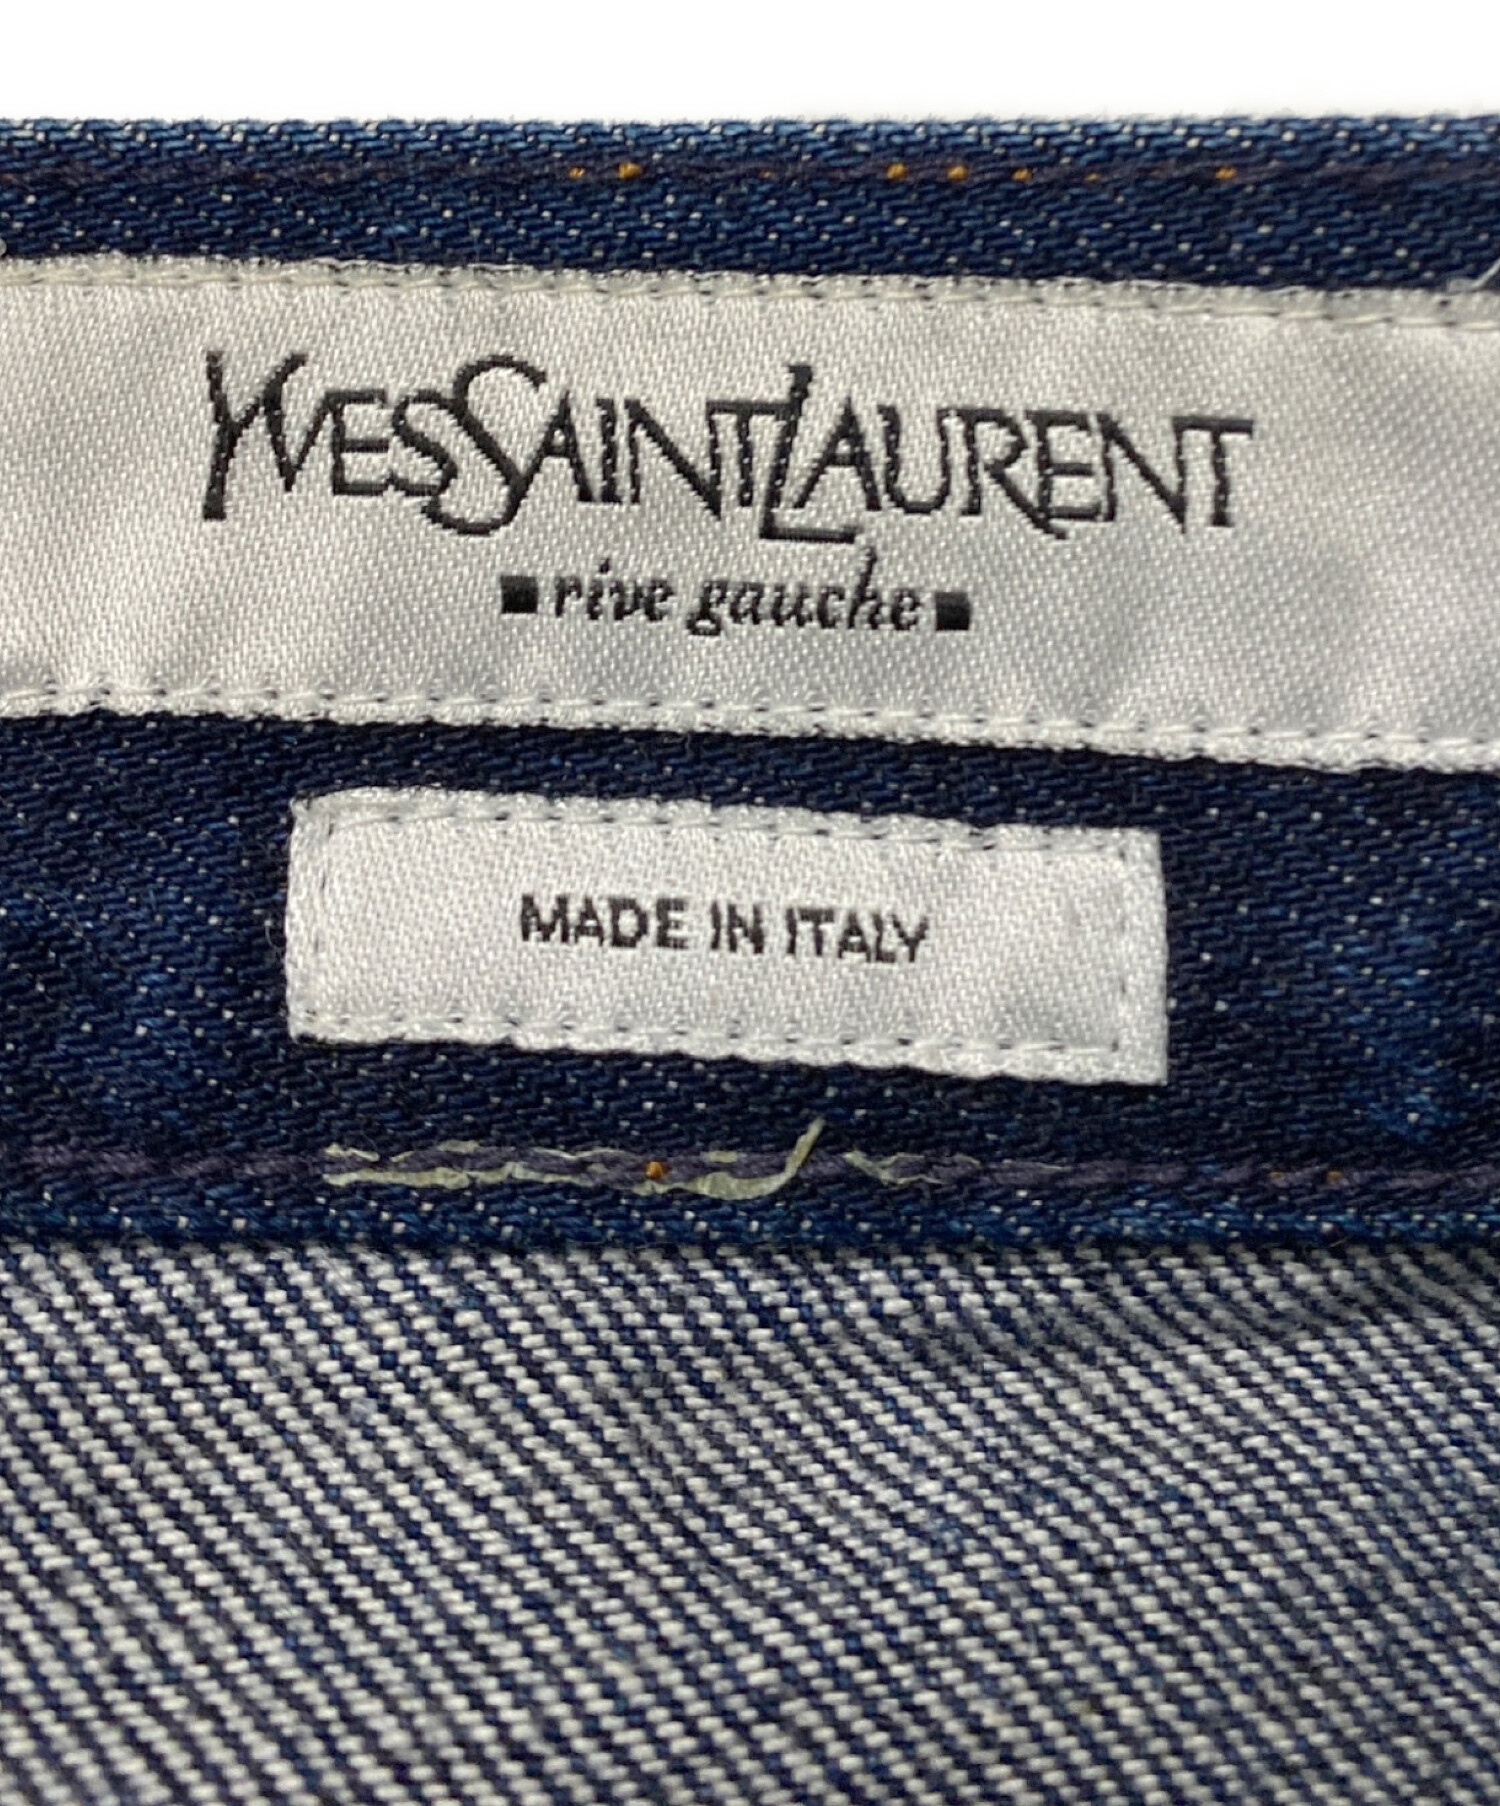 YVESSAINTLAURENT
rive gauche
MADE IN ITALY